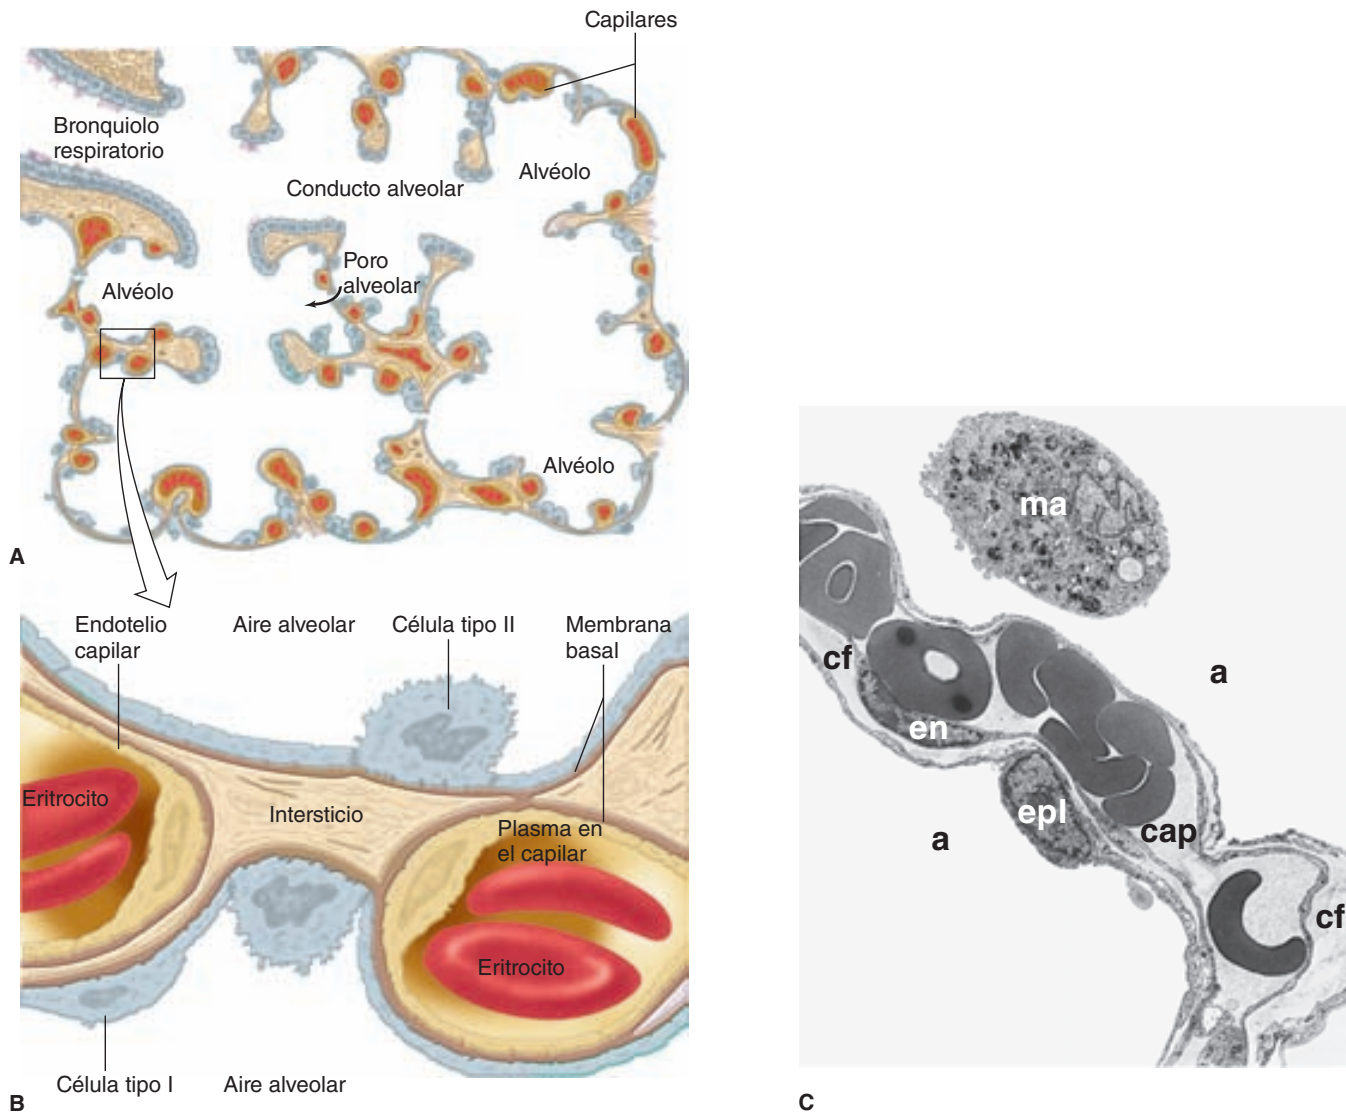 Capilares
Bronquiolo
respiratorio
Alvéolo
Conducto alveolar
Poro
alveolar
Alvéolo
Alvéolo
A
Endotelio
capilar
Aire alveolar
Célula tipo II
Membrana
basal
Eritrocito
Intersticio
Plasma en
el capilar
Eritrocito
Célula tipo I
Aire alveolar
B
ma
cf
a
en
epl
a
cap
cf
C